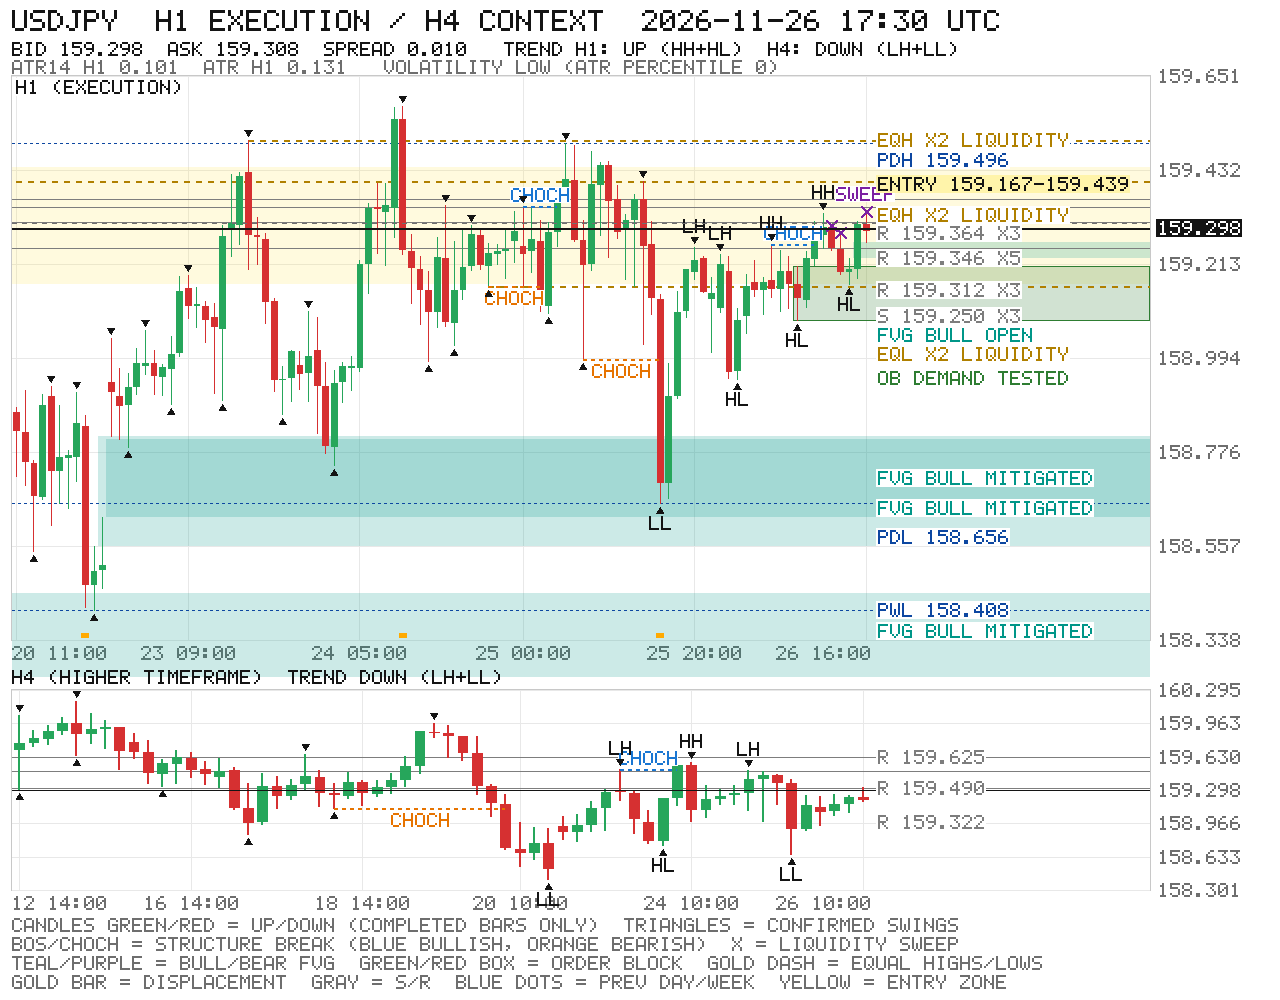 USDJPY  H1 EXECUTION / H4 CONTEXT  2026-11-26 17:30 UTC
BID 159.298  ASK 159.308  SPREAD 0.010  TREND H1: UP (HH+HL)  H4: DOWN (LH+LL)
ATR14 H1 0.101  ATR H1 0.131  VOLATILITY LOW (ATR PERCENTILE 0)
H1 (EXECUTION)
159.651
EQH X2 LIQUIDITY
PDH 159.496
159.432
ENTRY 159.167-159.439
CHOCH
HH
SWEEP
EQH X2 LIQUIDITY
LH
LH
HH
CHOCH
R 159.364 X3
159.298
R 159.346 X5
159.213
R 159.312 X3
CHOCH
HL
S 159.250 X3
HL
FVG BULL OPEN
EQL X2 LIQUIDITY
158.994
CHOCH
OB DEMAND TESTED
HL
158.776
FVG BULL MITIGATED
FVG BULL MITIGATED
LL
PDL 158.656
158.557
PWL 158.408
FVG BULL MITIGATED
158.338
20 11:00  23 09:00  24 05:00  25 00:00  25 20:00  26 16:00
H4 (HIGHER TIMEFRAME)  TREND DOWN (LH+LL)
160.295
159.963
LH
CHOCH
HH
LH
R 159.625
159.630
R 159.490
159.298
CHOCH
R 159.322
158.966
HL
LL
158.633
LL
158.301
12 14:00  16 14:00  18 14:00  20 10:00  24 10:00  26 10:00
CANDLES GREEN/RED = UP/DOWN (COMPLETED BARS ONLY)  TRIANGLES = CONFIRMED SWINGS
BOS/CHOCH = STRUCTURE BREAK (BLUE BULLISH, ORANGE BEARISH)  X = LIQUIDITY SWEEP
TEAL/PURPLE = BULL/BEAR FVG  GREEN/RED BOX = ORDER BLOCK  GOLD DASH = EQUAL HIGHS/LOWS
GOLD BAR = DISPLACEMENT  GRAY = S/R  BLUE DOTS = PREV DAY/WEEK  YELLOW = ENTRY ZONE